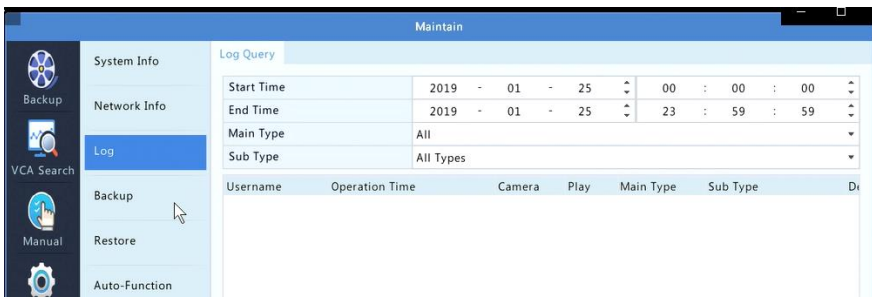 Maintain
Backup
VCA Search
Manual
System Info
Network Info
Log
Backup
Restore
Auto-Function
Log Query
Start Time 2019 - 01 - 25 00 : 00 : 00
End Time 2019 - 01 - 25 23 : 59 : 59
Main Type All
Sub Type All Types
Username Operation Time Camera Play Main Type Sub Type